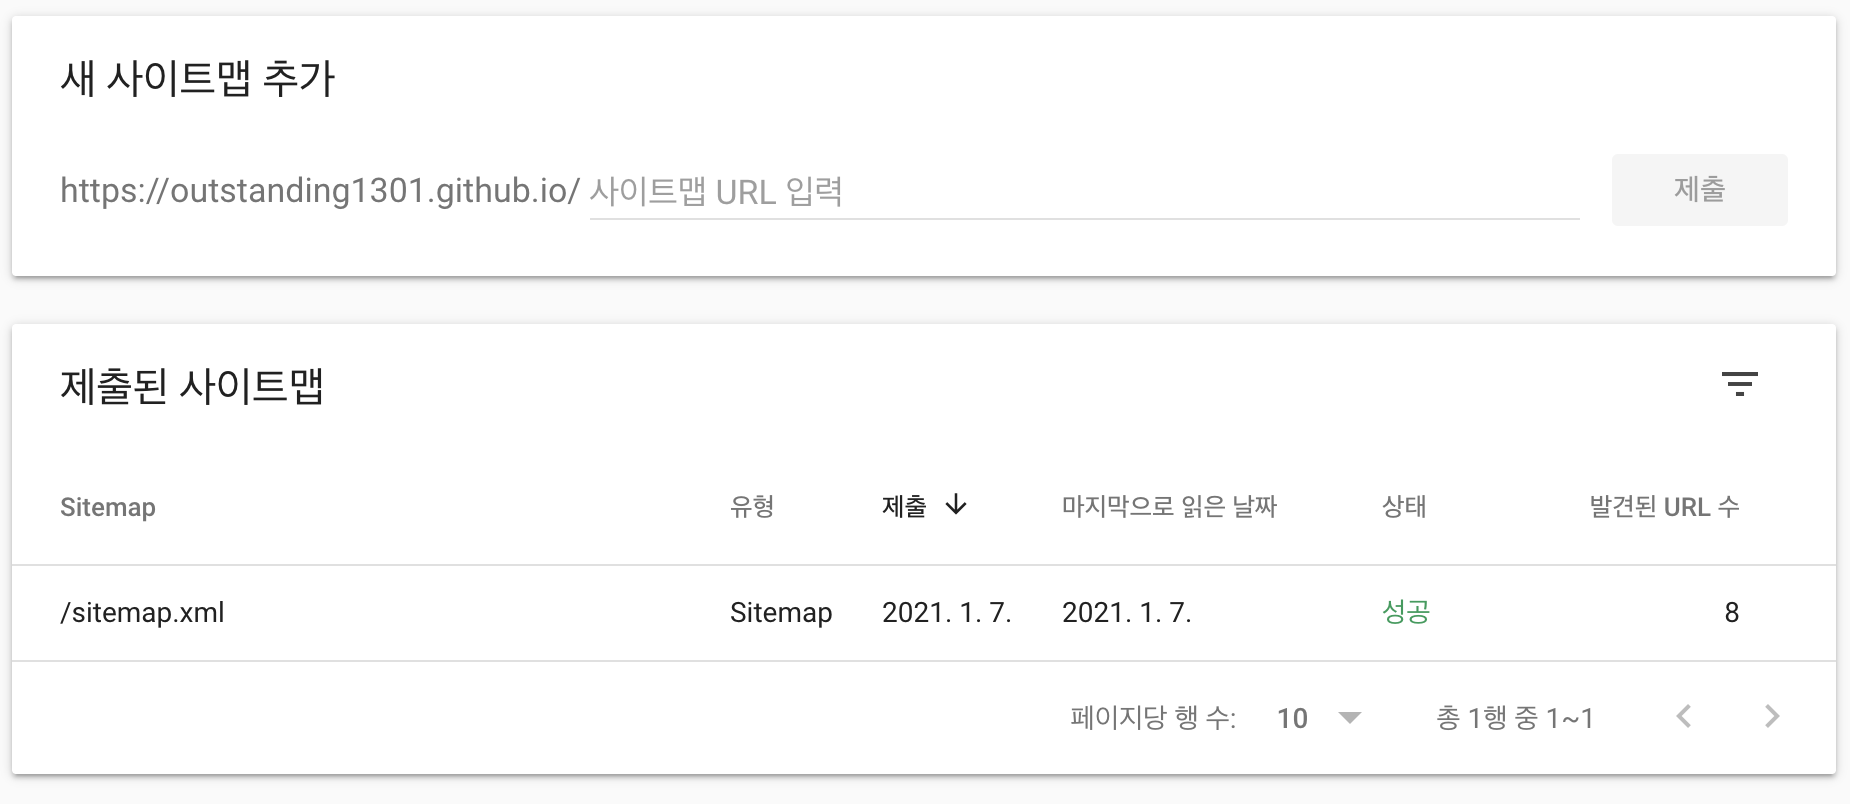 새 사이트맵 추가
https://outstanding1301.github.io/ 사이트맵 URL 입력 제출
제출된 사이트맵
Sitemap 유형 제출 마지막으로 읽은 날짜 상태 발견된 URL 수
/sitemap.xml Sitemap 2021. 1. 7. 2021. 1. 7. 성공 8
페이지당 행 수: 10 총 1행 중 1~1